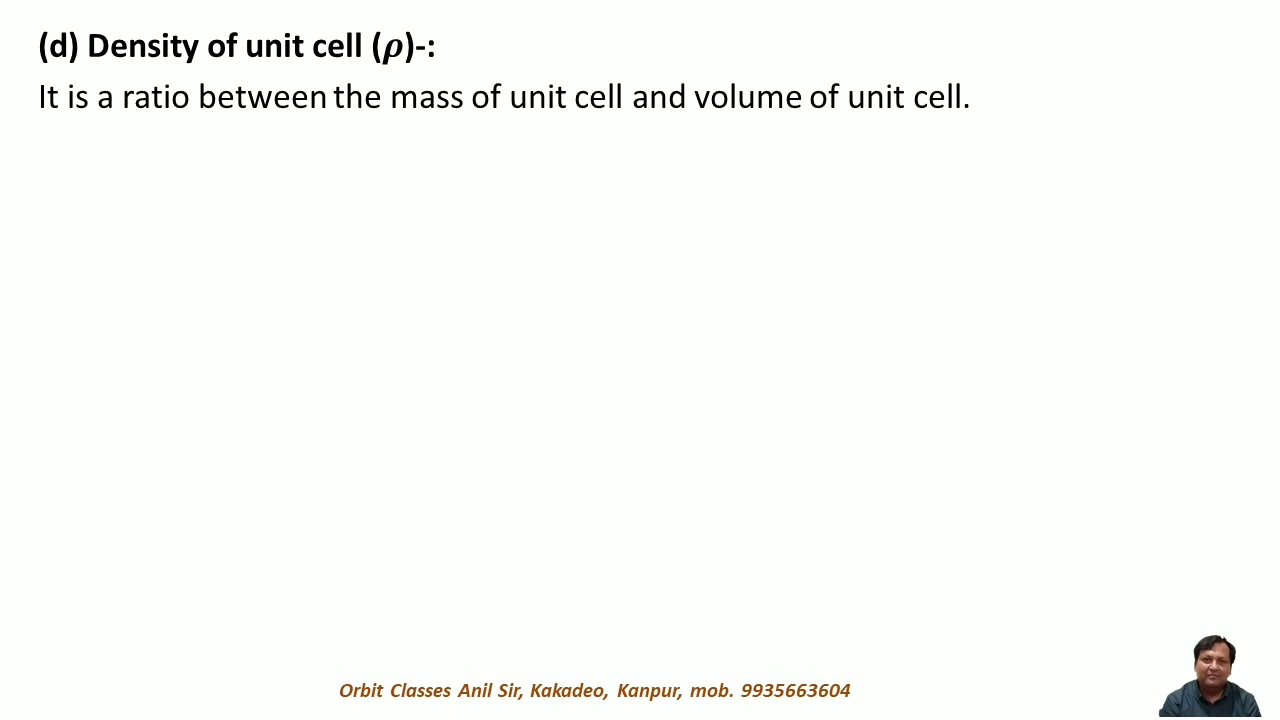 (d) Density of unit cell (𝝆)-:
It is a ratio between the mass of unit cell and volume of unit cell.
Orbit Classes Anil Sir, Kakadeo, Kanpur, mob. 9935663604